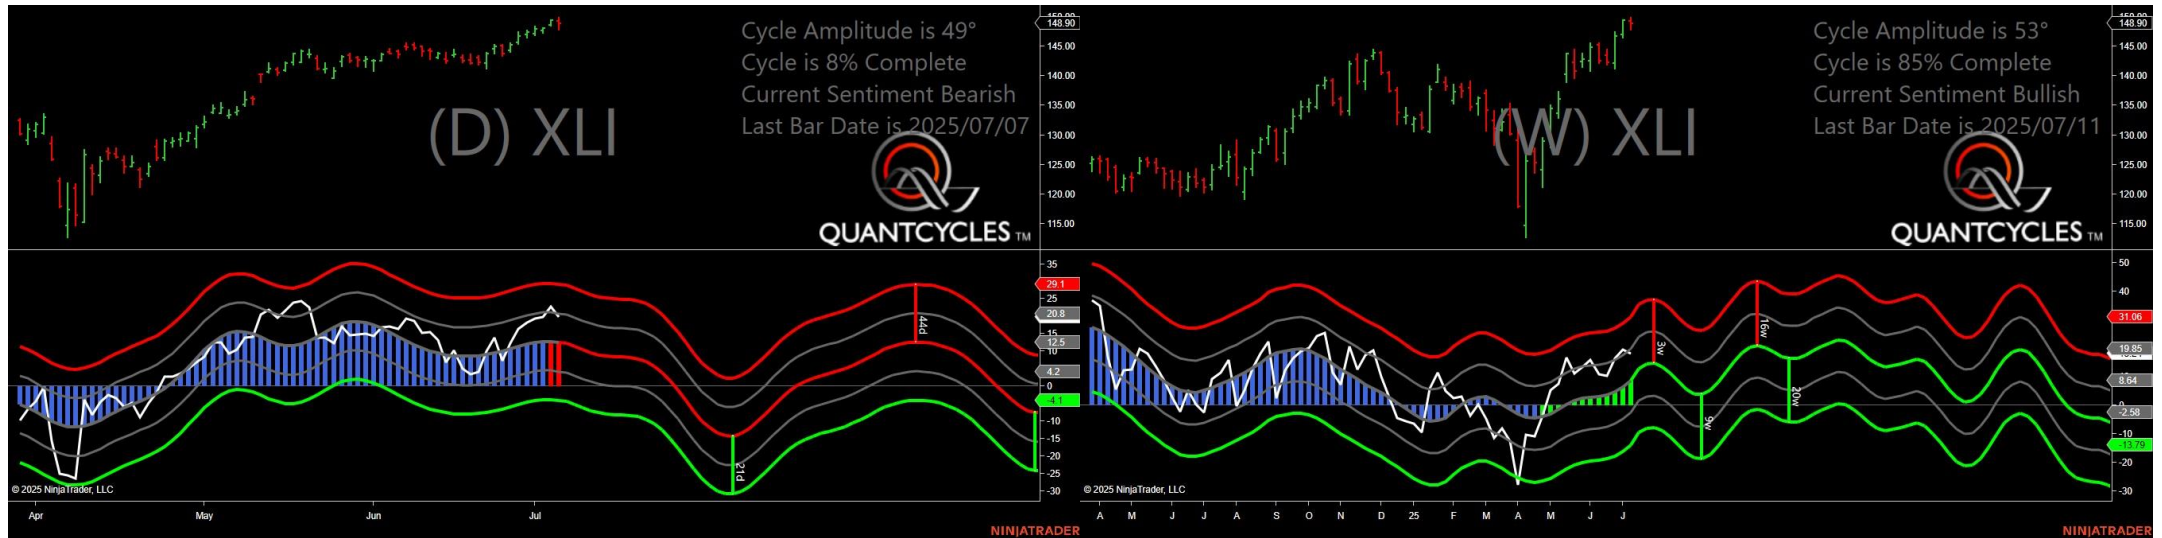 Cycle Amplitude is 49°
Cycle is 8% Complete
Current Sentiment Bearish
Last Bar Date is 2025/07/07
(D) XLI
QUANTCYCLES TM
148.90
145.00
140.00
135.00
130.00
125.00
120.00
115.00
35
29.1
25
20.8
15
12.5
10
4.2
0
-4.1
-10
-15
-20
-25
-30
44d
21d
© 2025 NinjaTrader, LLC
Apr May Jun Jul
NINJATRADER
Cycle Amplitude is 53°
Cycle is 85% Complete
Current Sentiment Bullish
Last Bar Date is 2025/07/11
(W) XLI
QUANTCYCLES TM
148.90
145.00
140.00
135.00
130.00
125.00
120.00
115.00
50
40
31.06
19.85
8.64
0
-2.58
-10
-13.79
-20
-30
3w
16w
9w
20w
© 2025 NinjaTrader, LLC
A M J J A S O N D 25 F M A M J J
NINJATRADER